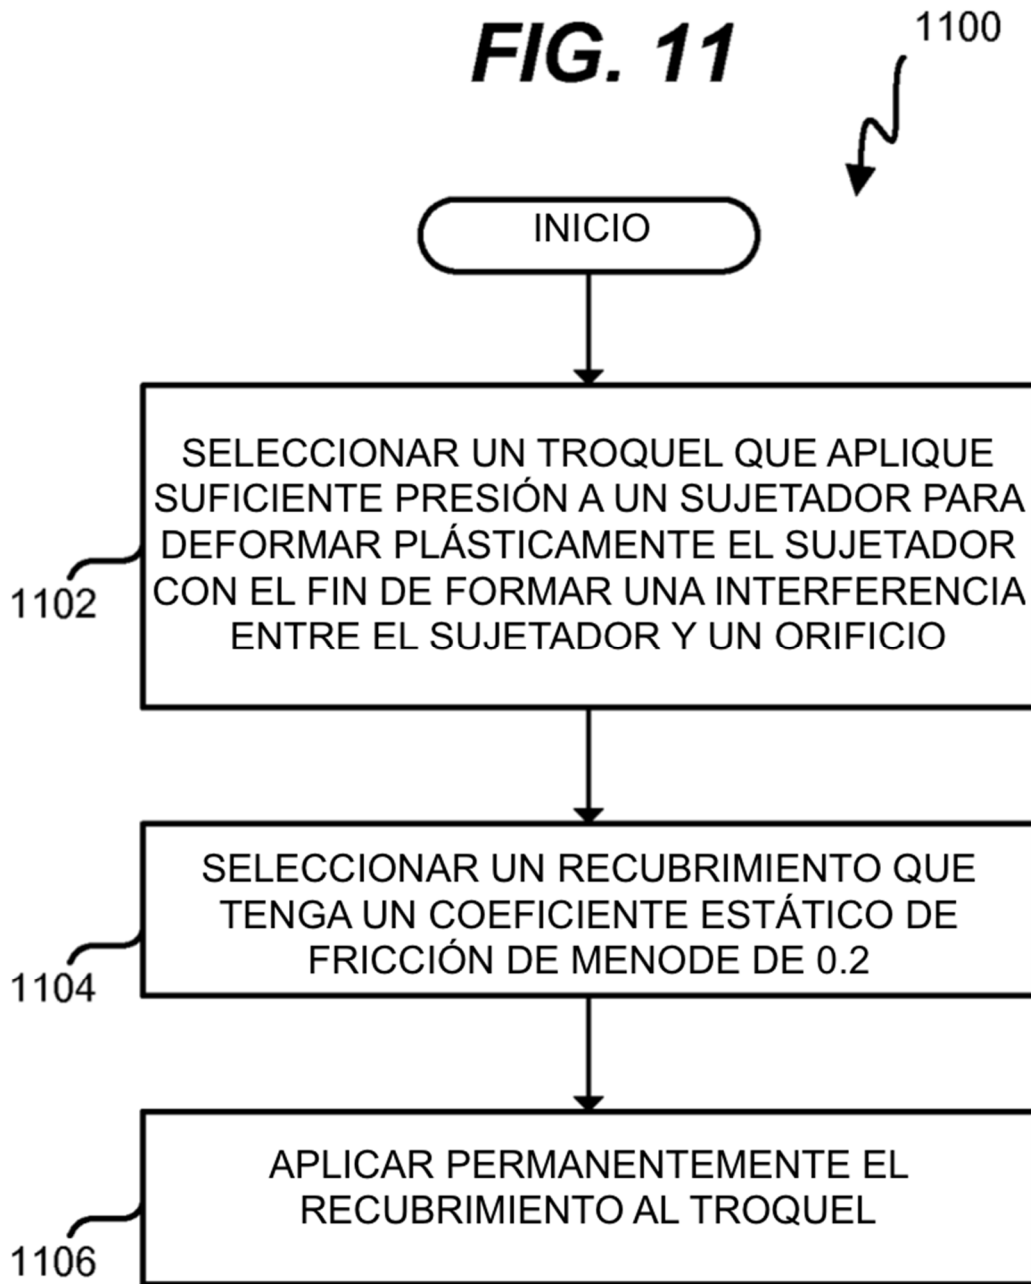 FIG. 11
1100
INICIO
SELECCIONAR UN TROQUEL QUE APLIQUE
SUFICIENTE PRESIÓN A UN SUJETADOR PARA
DEFORMAR PLÁSTICAMENTE EL SUJETADOR
CON EL FIN DE FORMAR UNA INTERFERENCIA
ENTRE EL SUJETADOR Y UN ORIFICIO
1102
SELECCIONAR UN RECUBRIMIENTO QUE
TENGA UN COEFICIENTE ESTÁTICO DE
FRICCIÓN DE MENODE DE 0.2
1104
APLICAR PERMANENTEMENTE EL
RECUBRIMIENTO AL TROQUEL
1106